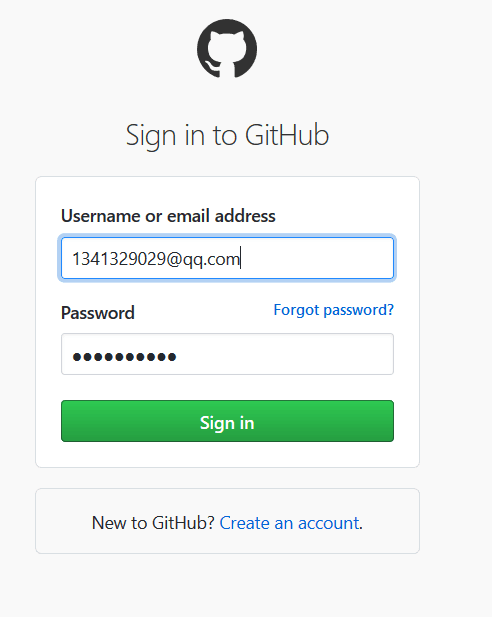 Sign in to GitHub
Username or email address
1341329029@qq.com
Password
Forgot password?
••••••••••
Sign in
New to GitHub? Create an account.